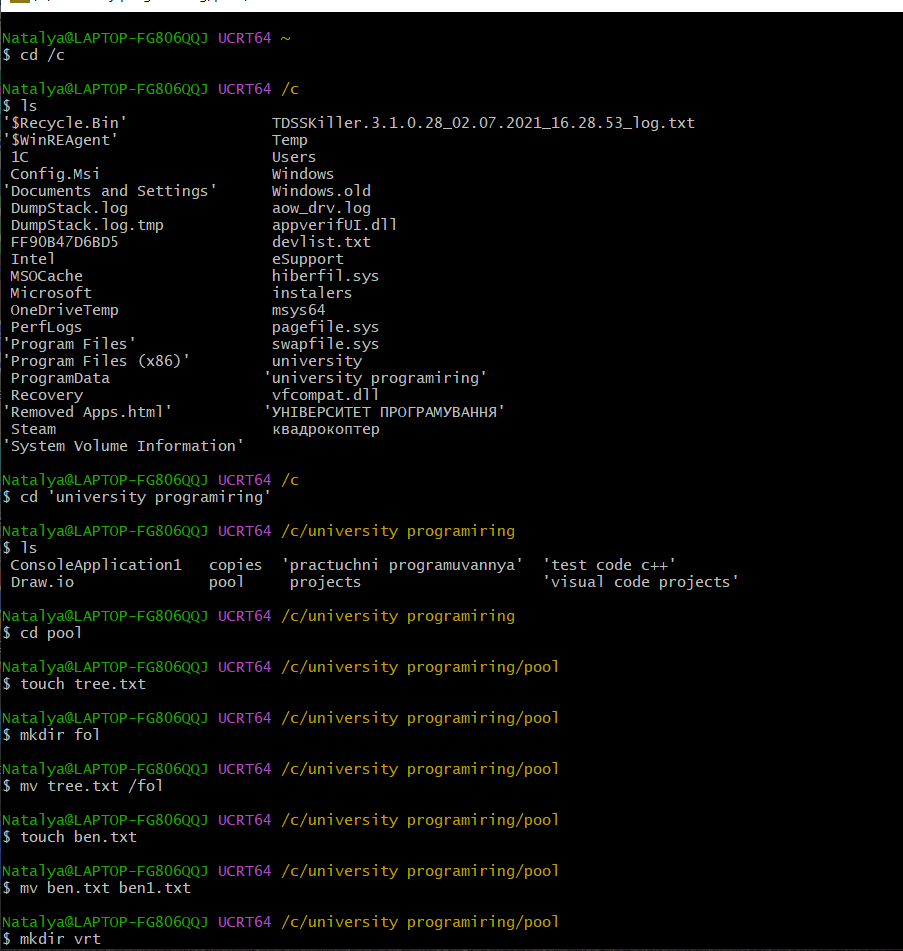 Natalya@LAPTOP-FG806QQJ UCRT64 ~
$ cd /c
Natalya@LAPTOP-FG806QQJ UCRT64 /c
$ ls
'$Recycle.Bin' TDSSKiller.3.1.0.28_02.07.2021_16.28.53_log.txt
'$WinREAgent' Temp
1C Users
Config.Msi Windows
'Documents and Settings' Windows.old
DumpStack.log aow_drv.log
DumpStack.log.tmp appverifUI.dll
FF90B47D6BD5 devlist.txt
Intel eSupport
MSOCache hiberfil.sys
Microsoft instalers
OneDriveTemp msys64
PerfLogs pagefile.sys
'Program Files' swapfile.sys
'Program Files (x86)' university
ProgramData 'university programiring'
Recovery vfcompat.dll
'Removed Apps.html' 'УНІВЕРСИТЕТ ПРОГРАМУВАННЯ'
Steam квадрокоптер
'System Volume Information'
Natalya@LAPTOP-FG806QQJ UCRT64 /c
$ cd 'university programiring'
Natalya@LAPTOP-FG806QQJ UCRT64 /c/university programiring
$ ls
ConsoleApplication1 copies 'practuchni programuvannya' 'test code c++'
Draw.io pool projects 'visual code projects'
Natalya@LAPTOP-FG806QQJ UCRT64 /c/university programiring
$ cd pool
Natalya@LAPTOP-FG806QQJ UCRT64 /c/university programiring/pool
$ touch tree.txt
Natalya@LAPTOP-FG806QQJ UCRT64 /c/university programiring/pool
$ mkdir fol
Natalya@LAPTOP-FG806QQJ UCRT64 /c/university programiring/pool
$ mv tree.txt /fol
Natalya@LAPTOP-FG806QQJ UCRT64 /c/university programiring/pool
$ touch ben.txt
Natalya@LAPTOP-FG806QQJ UCRT64 /c/university programiring/pool
$ mv ben.txt ben1.txt
Natalya@LAPTOP-FG806QQJ UCRT64 /c/university programiring/pool
$ mkdir vrt